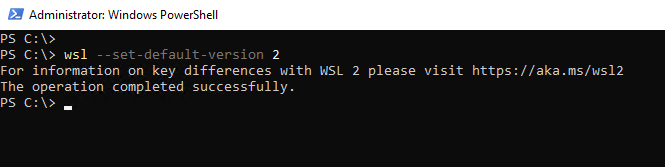 Administrator: Windows PowerShell
PS C:\>
PS C:\> wsl --set-default-version 2
For information on key differences with WSL 2 please visit https://aka.ms/wsl2
The operation completed successfully.
PS C:\>